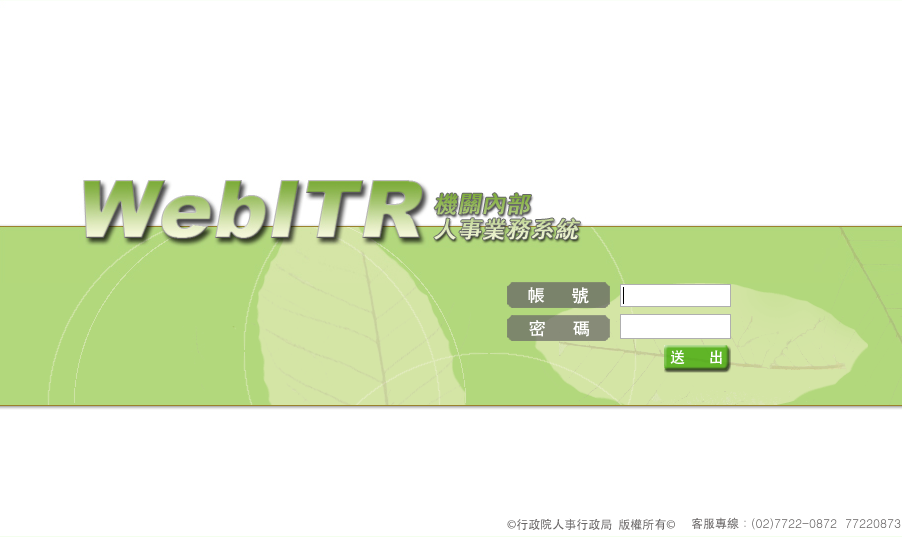 WebITR 機關內部
人事業務系統
帳 號
密 碼
送 出
©行政院人事行政局 版權所有© 客服專線：(02)7722-0872 77220873